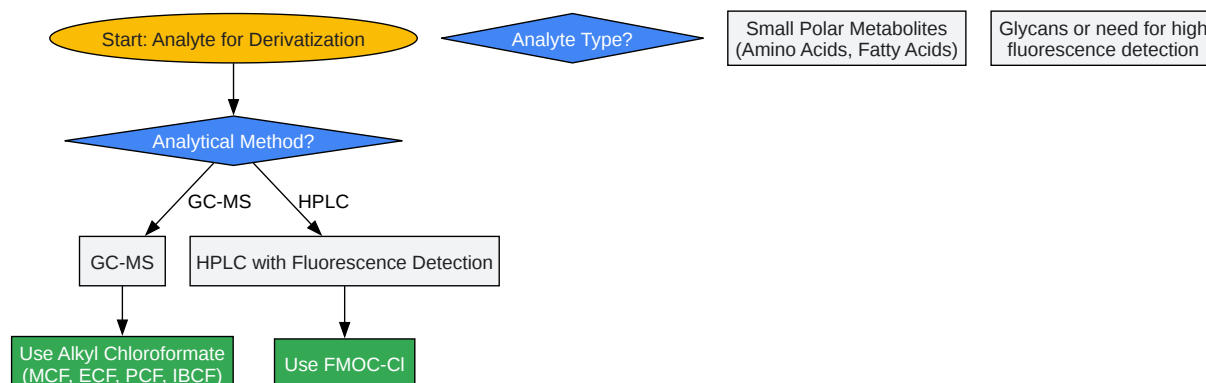 Start: Analyte for Derivatization
Analyte Type?
Small Polar Metabolites
(Amino Acids, Fatty Acids)
Glycans or need for high
fluorescence detection
Analytical Method?
GC-MS
HPLC
GC-MS
HPLC with Fluorescence Detection
Use Alkyl Chloroformate
(MCF, ECF, PCF, IBCF)
Use FMOC-Cl